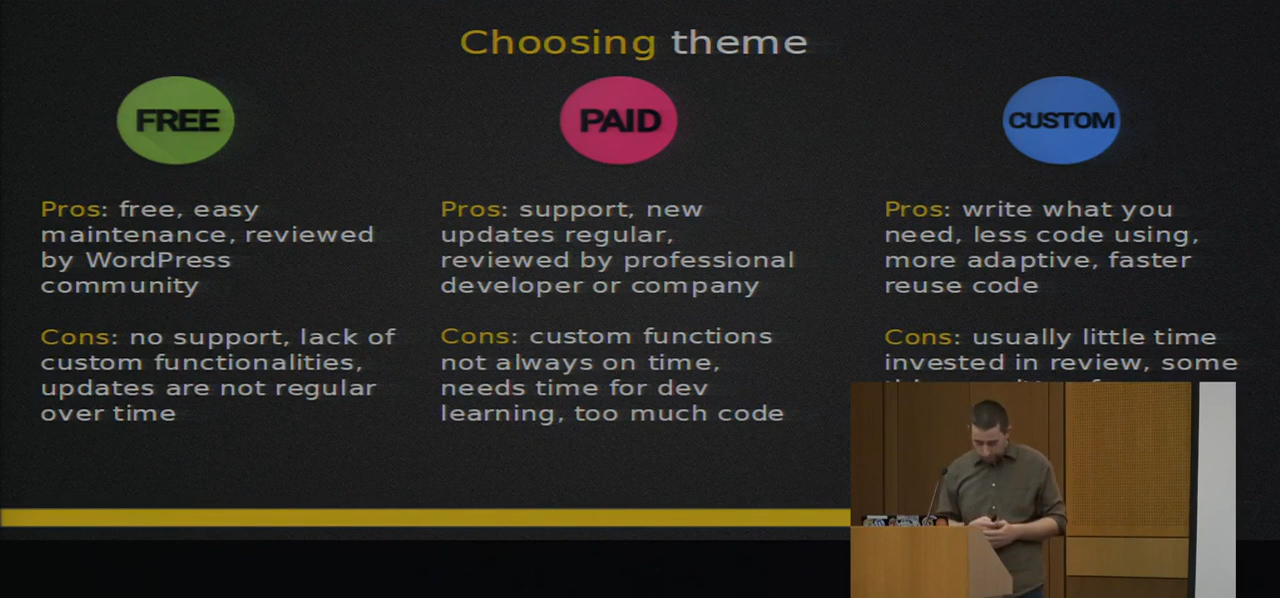 Choosing theme
FREE
PAID
CUSTOM
Pros: free, easy
maintenance, reviewed
by WordPress
community
Cons: no support, lack of
custom functionalities,
updates are not regular
over time
Pros: support, new
updates regular,
reviewed by professional
developer or company
Cons: custom functions
not always on time,
needs time for dev
learning, too much code
Pros: write what you
need, less code using,
more adaptive, faster
reuse code
Cons: usually little time
invested in review, some